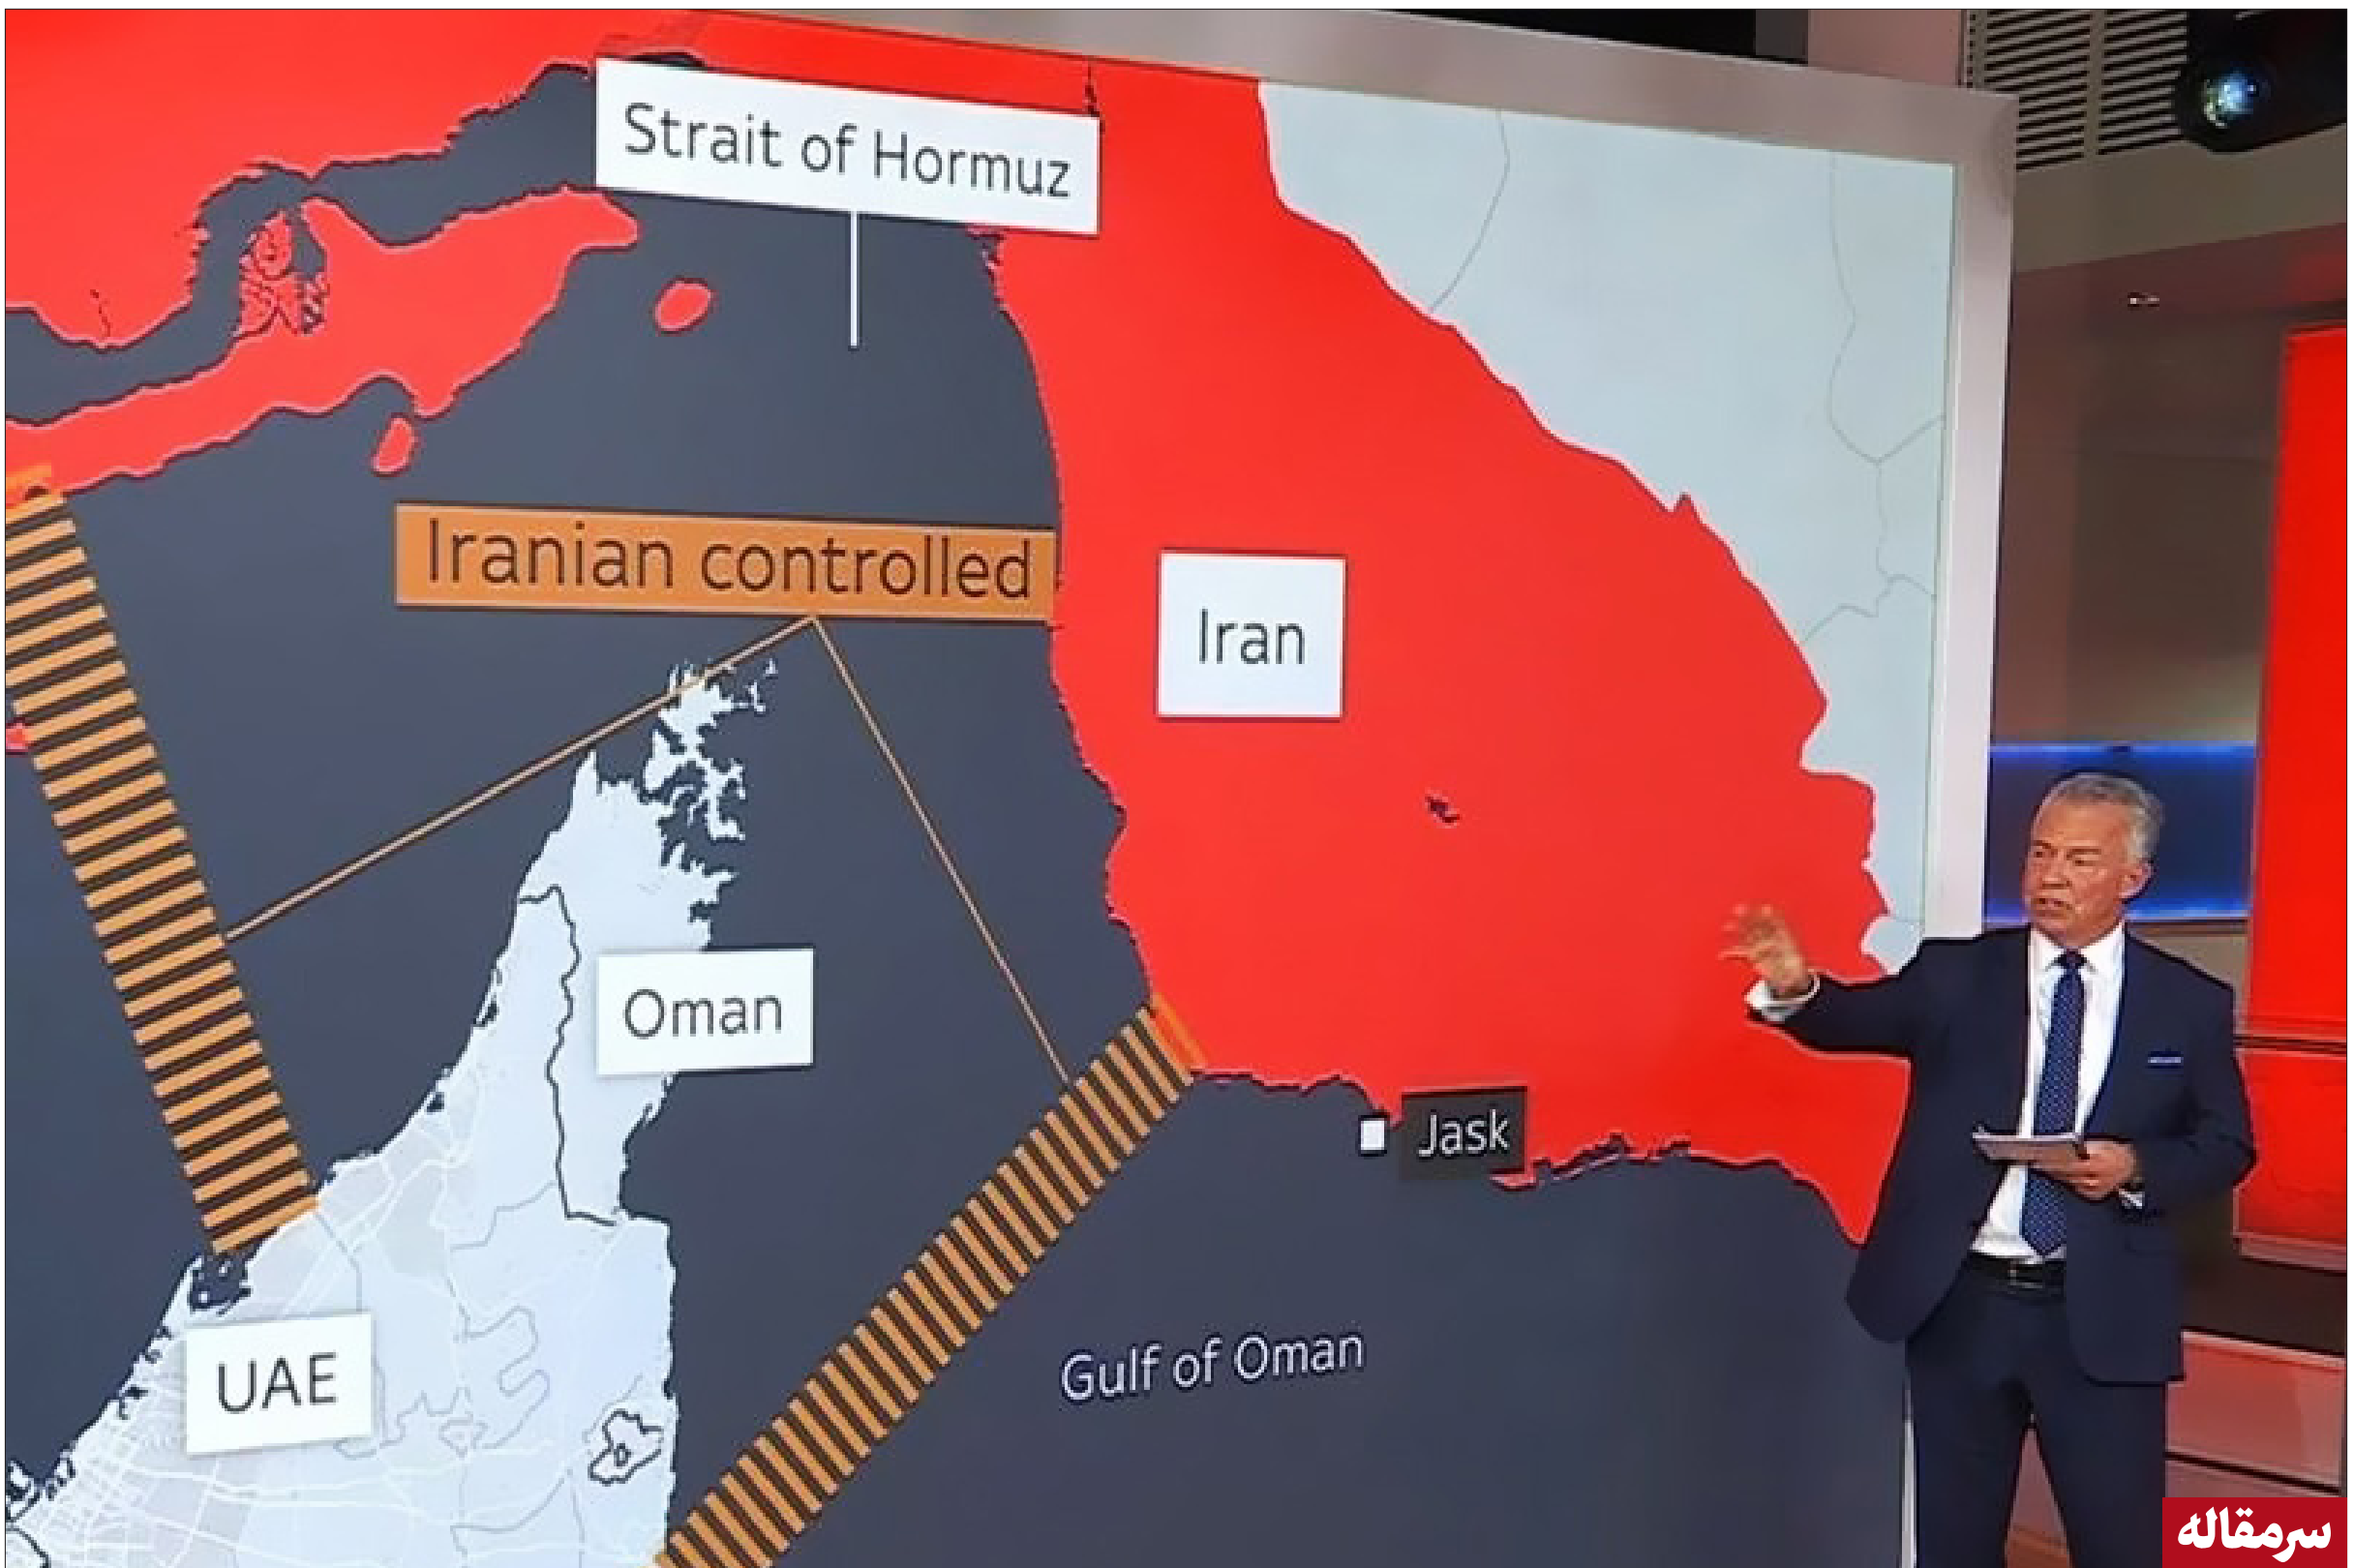 Strait of Hormuz
Iranian controlled
Iran
Oman
Jask
UAE
Gulf of Oman
سرمقاله